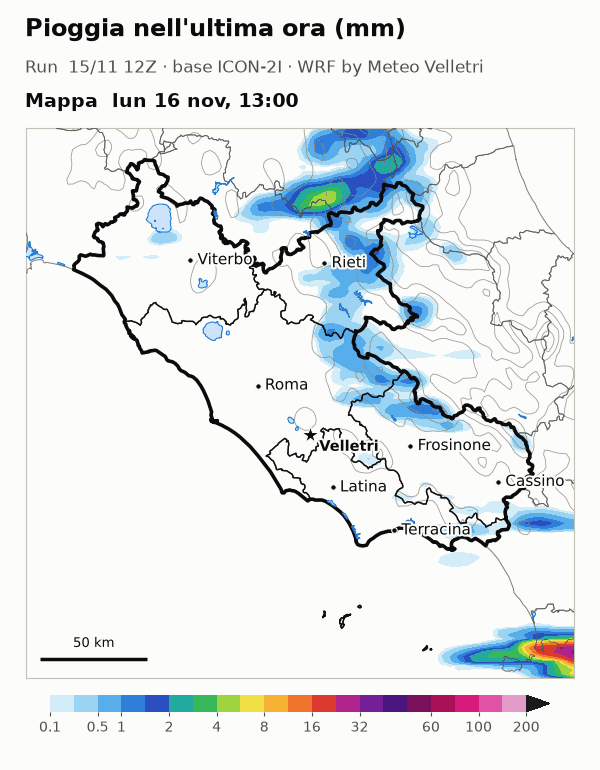 Pioggia nell'ultima ora (mm)
Run  15/11 12Z · base ICON-2I · WRF by Meteo Velletri
Mappa  lun 16 nov, 13:00
Viterbo
Rieti
Roma
Velletri
Frosinone
Latina
Cassino
Terracina
50 km
0.1 0.5 1 2 4 8 16 32 60 100 200